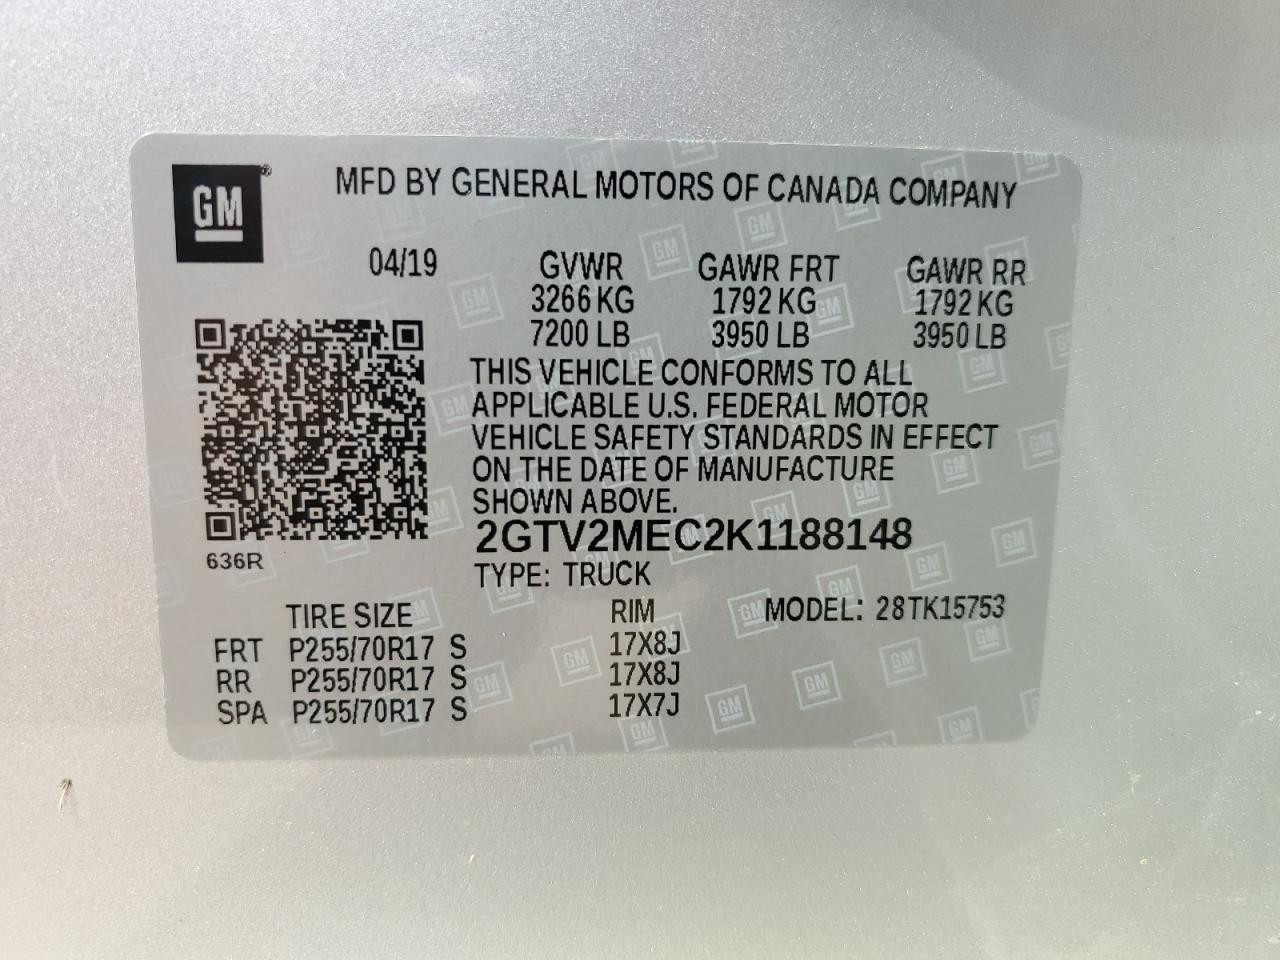 GM®
MFD BY GENERAL MOTORS OF CANADA COMPANY
04/19 GVWR GAWR FRT GAWR RR
3266 KG 1792 KG 1792 KG
7200 LB 3950 LB 3950 LB
THIS VEHICLE CONFORMS TO ALL
APPLICABLE U.S. FEDERAL MOTOR
VEHICLE SAFETY STANDARDS IN EFFECT
ON THE DATE OF MANUFACTURE
SHOWN ABOVE.
2GTV2MEC2K1188148
636R
TYPE: TRUCK
TIRE SIZE RIM MODEL: 28TK15753
FRT P255/70R17 S 17X8J
RR P255/70R17 S 17X8J
SPA P255/70R17 S 17X7J